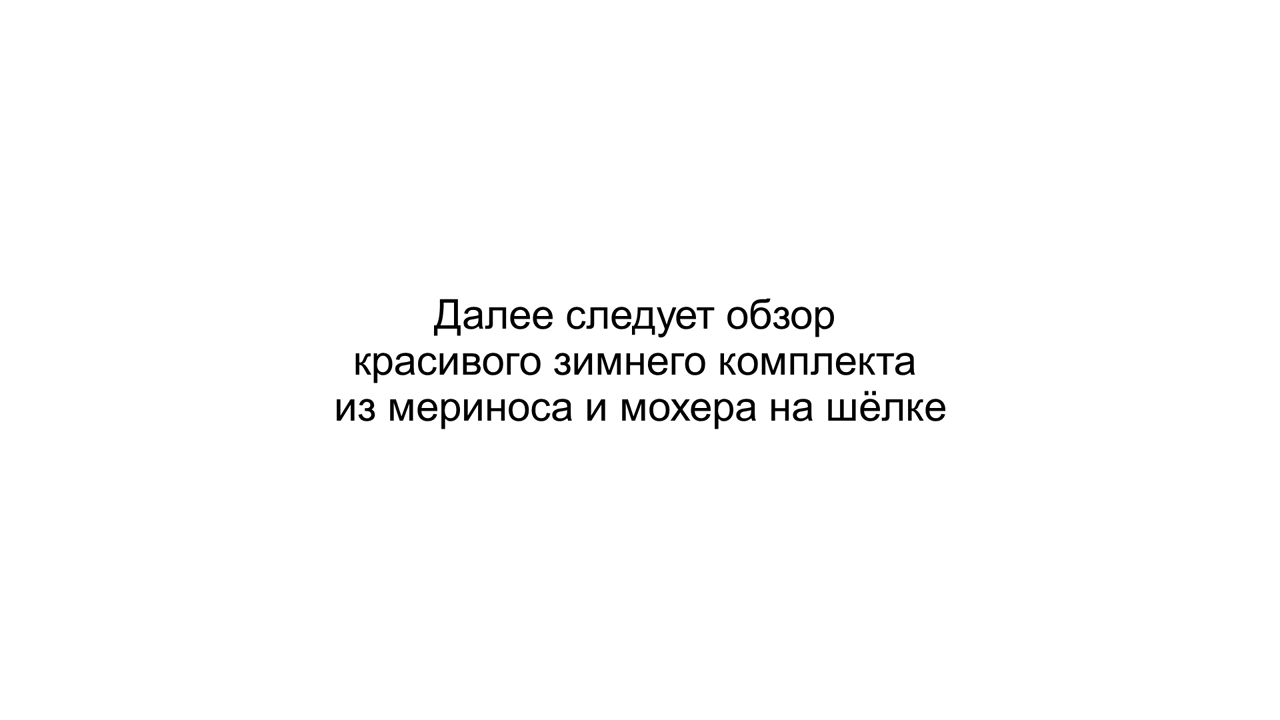 Далее следует обзор
красивого зимнего комплекта
из мериноса и мохера на шёлке